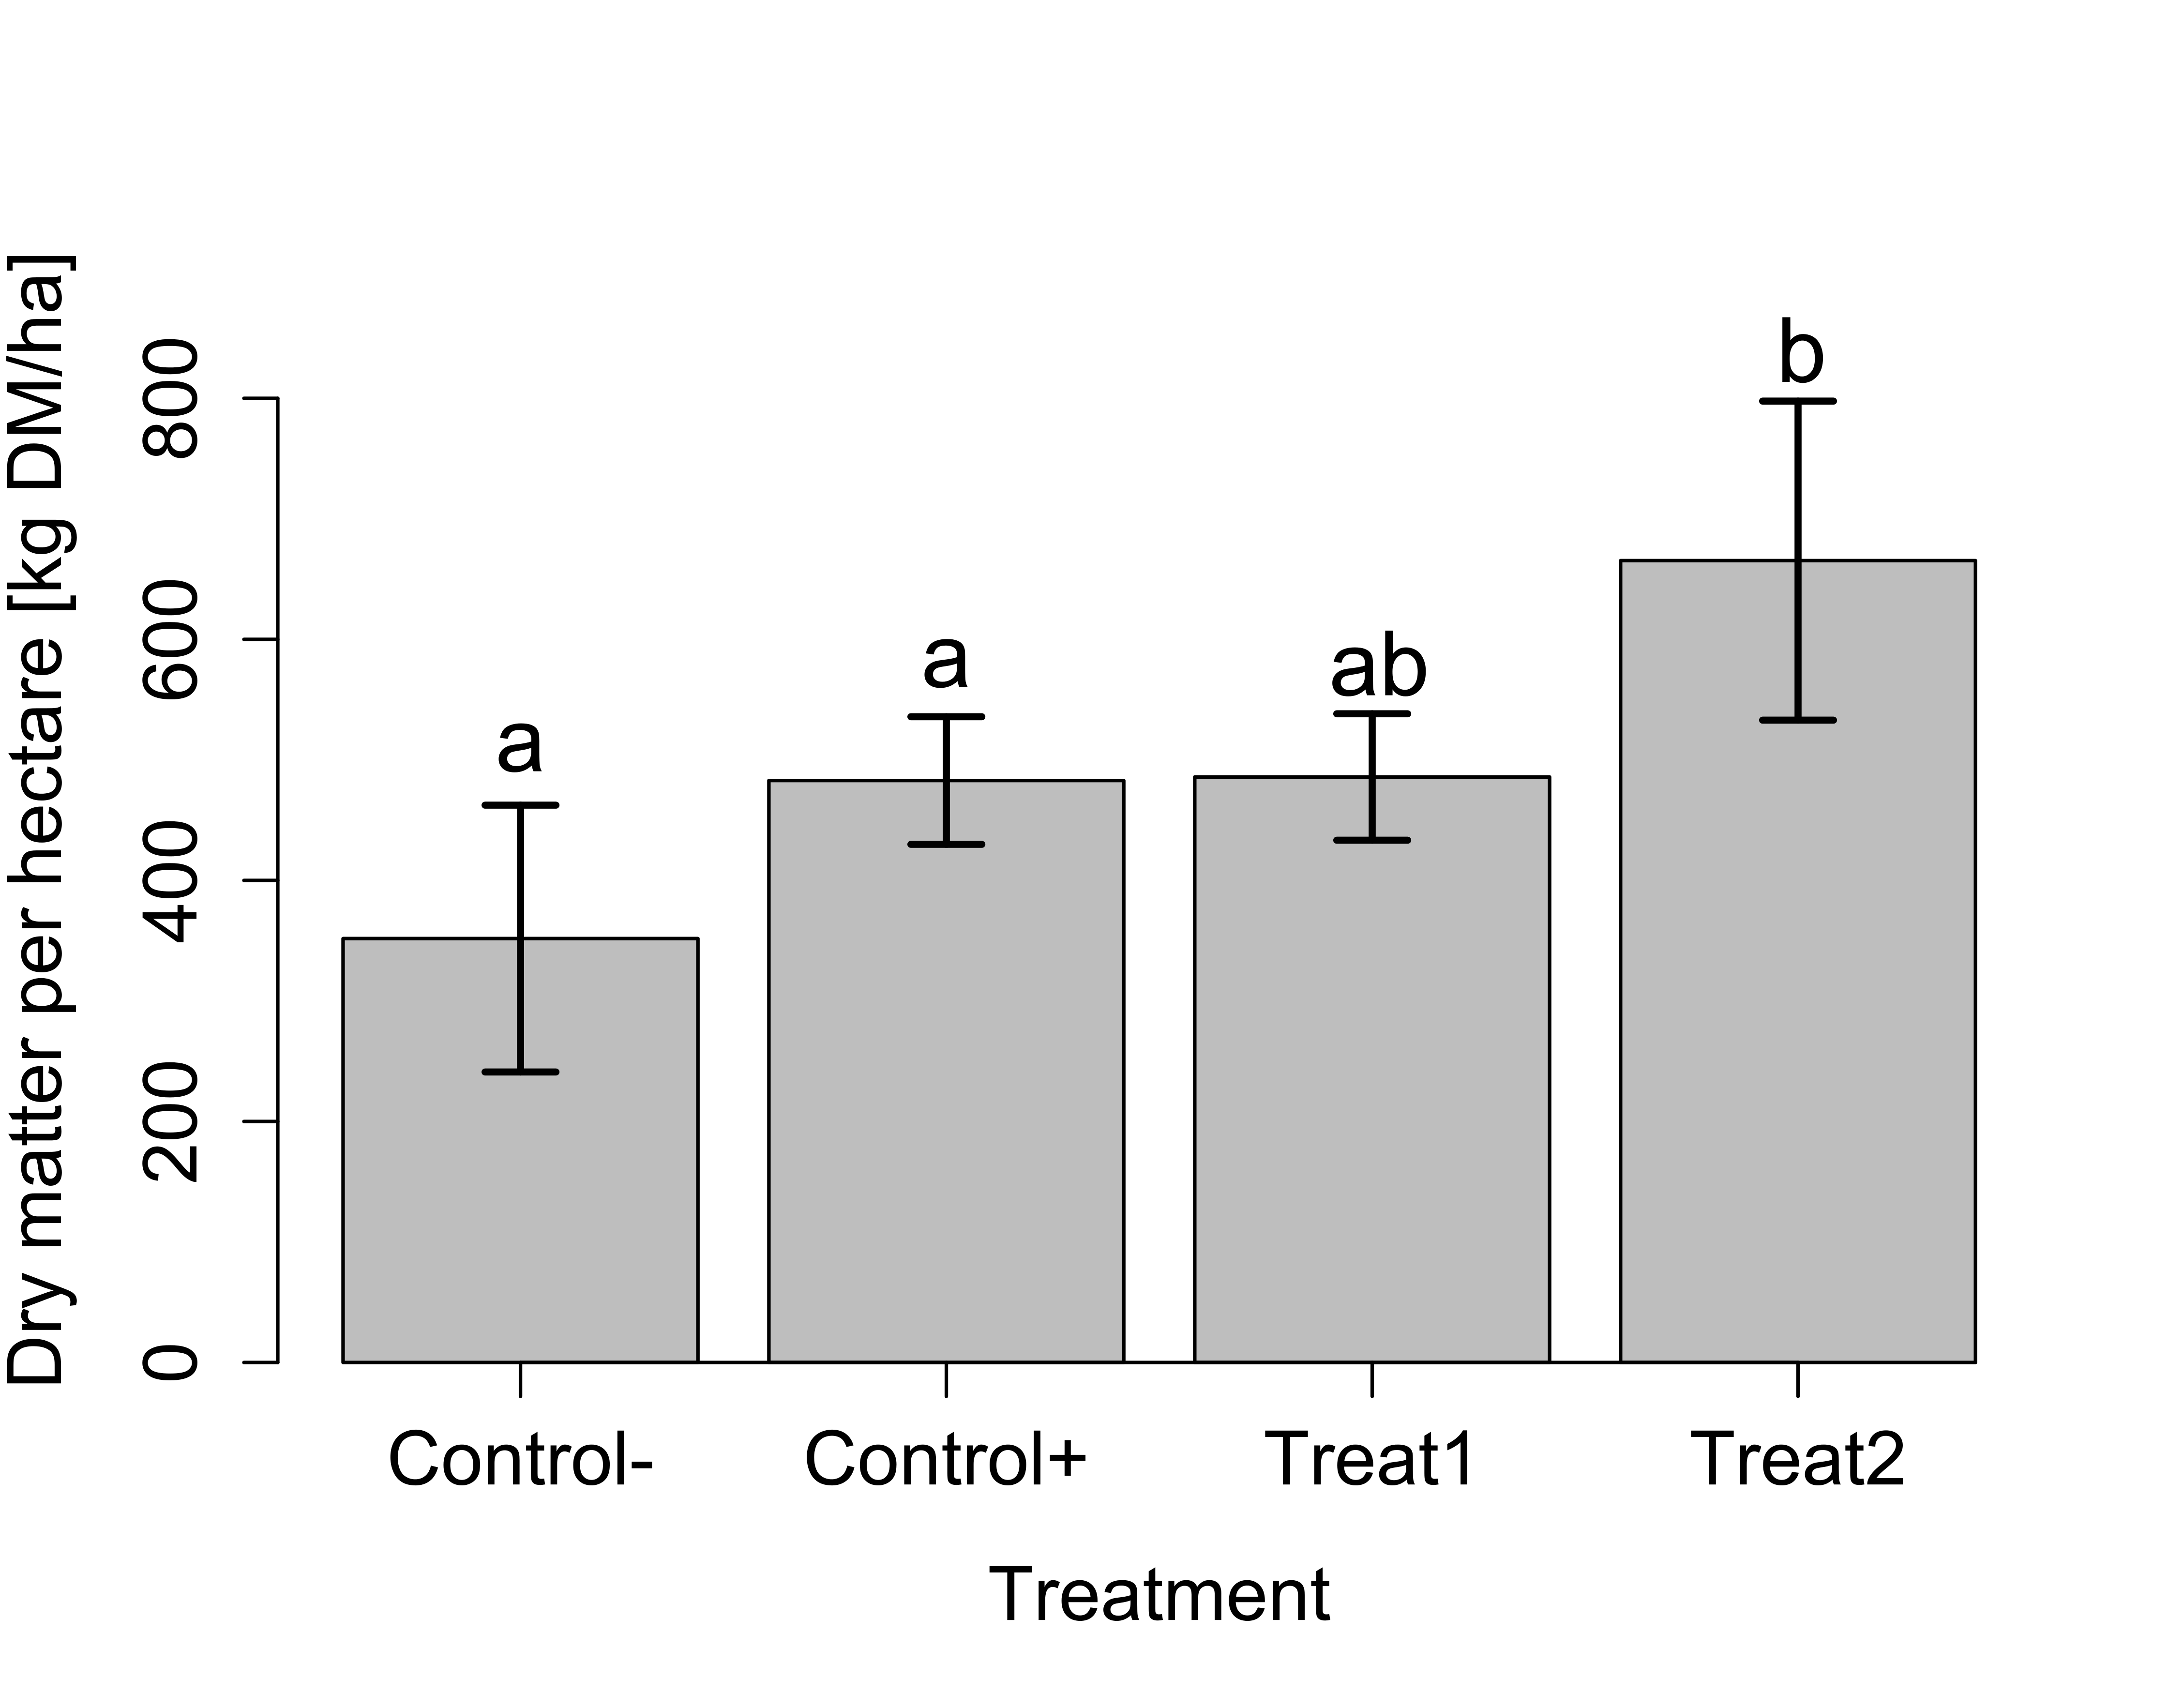 Dry matter per hectare [kg DM/ha]
800
600
400
200
0
a
a
ab
b
Control-
Control+
Treat1
Treat2
Treatment